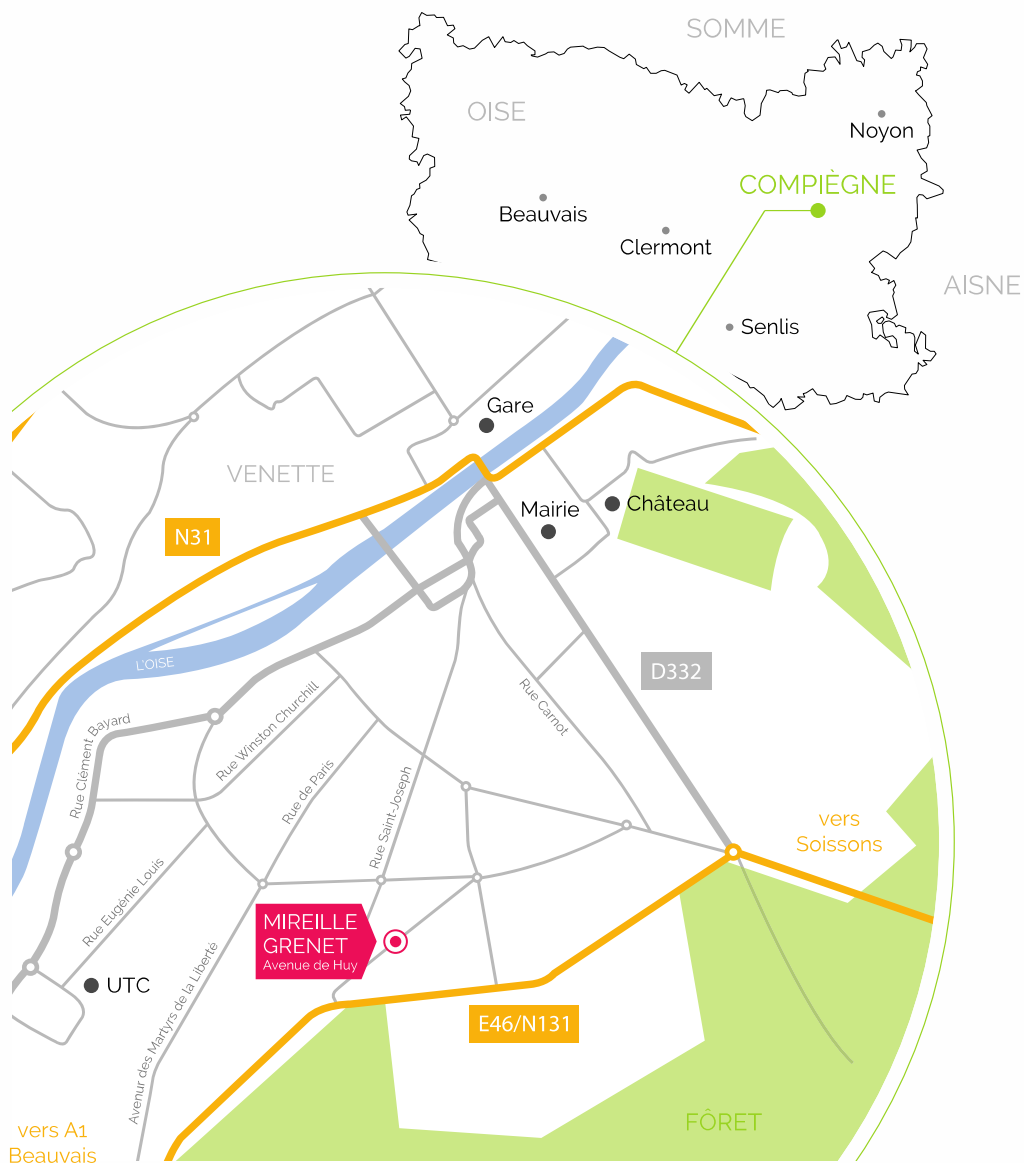 SOMME
OISE
Noyon
COMPIÈGNE
Beauvais
Clermont
AISNE
Senlis
Gare
VENETTE
Mairie
Château
N31
L'OISE
D332
Rue Carnot
Rue Clément Bayard
Rue Winston Churchill
Rue de Paris
Rue Saint-Joseph
vers
Soissons
Rue Eugénie Louis
MIREILLE
GRENET
Avenue de Huy
UTC
Avenur des Martyrs de la Liberté
E46/N131
FÔRET
vers A1
Beauvais